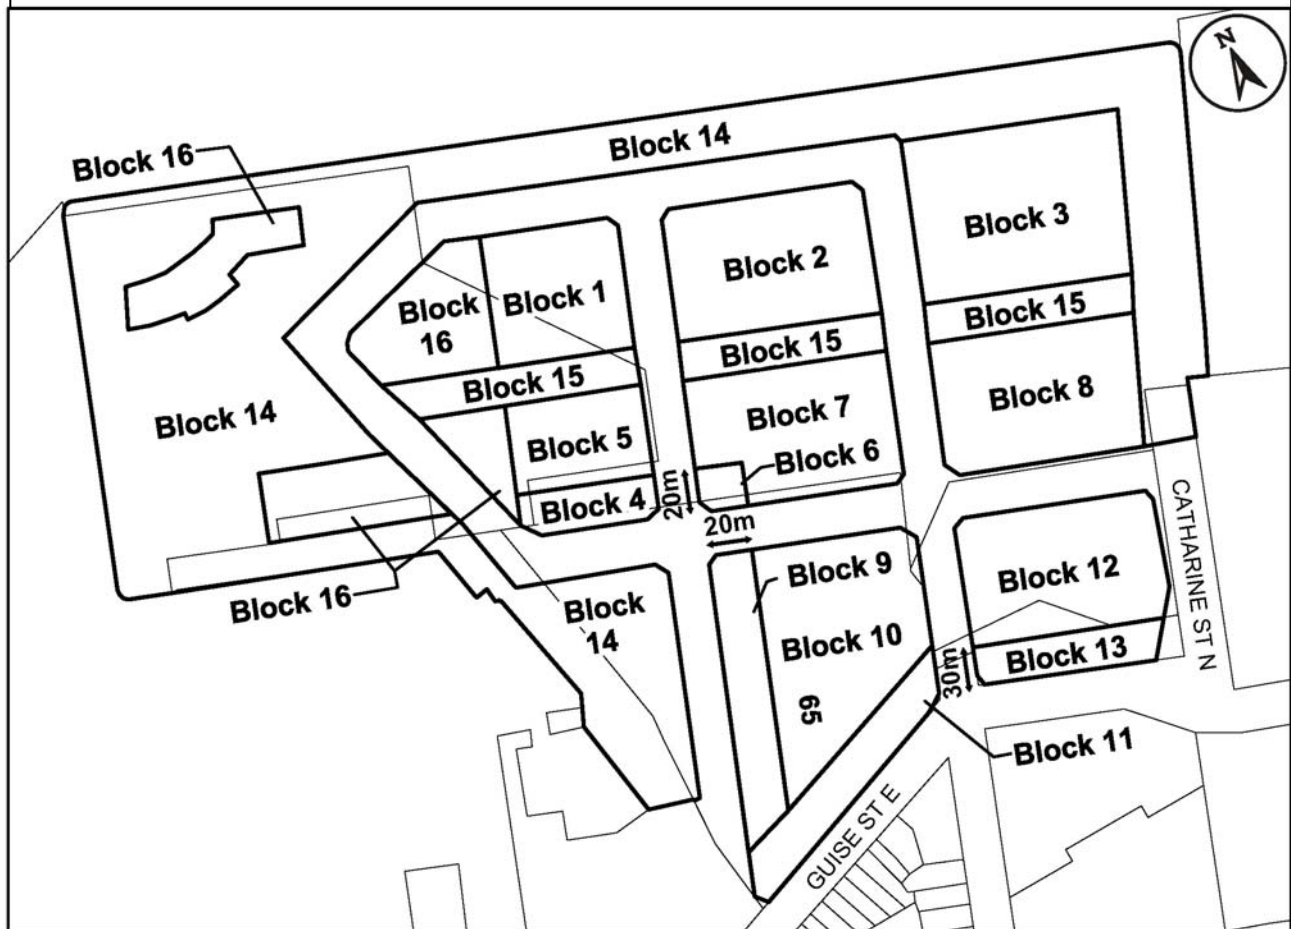 N
Block 14
Block 16
Block 3
Block 2
Block 1
Block
16
Block 15
Block 15
Block 15
Block 8
Block 14
Block 7
Block 5
Block 6
Block 4
20m
20m
CATHARINE ST N
Block 9
Block 12
Block 16
Block
14
Block 10
Block 13
30m
65
Block 11
GUISE ST E